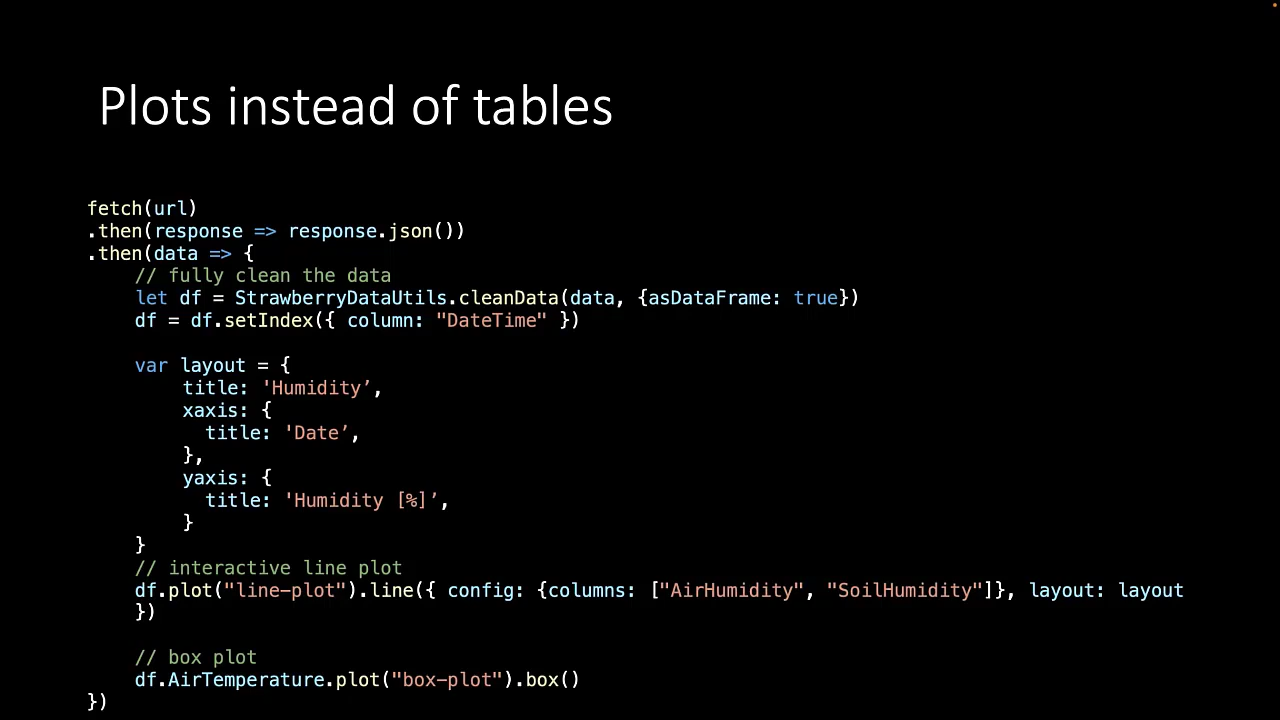 Plots instead of tables
fetch(url)
.then(response => response.json())
.then(data => {
// fully clean the data
let df = StrawberryDataUtils.cleanData(data, {asDataFrame: true})
df = df.setIndex({ column: "DateTime" })
var layout = {
title: 'Humidity’,
xaxis: {
title: 'Date’,
},
yaxis: {
title: 'Humidity [%]’,
}
}
// interactive line plot
df.plot("line-plot").line({ config: {columns: ["AirHumidity", "SoilHumidity"]}, layout: layout
})
// box plot
df.AirTemperature.plot("box-plot").box()
})